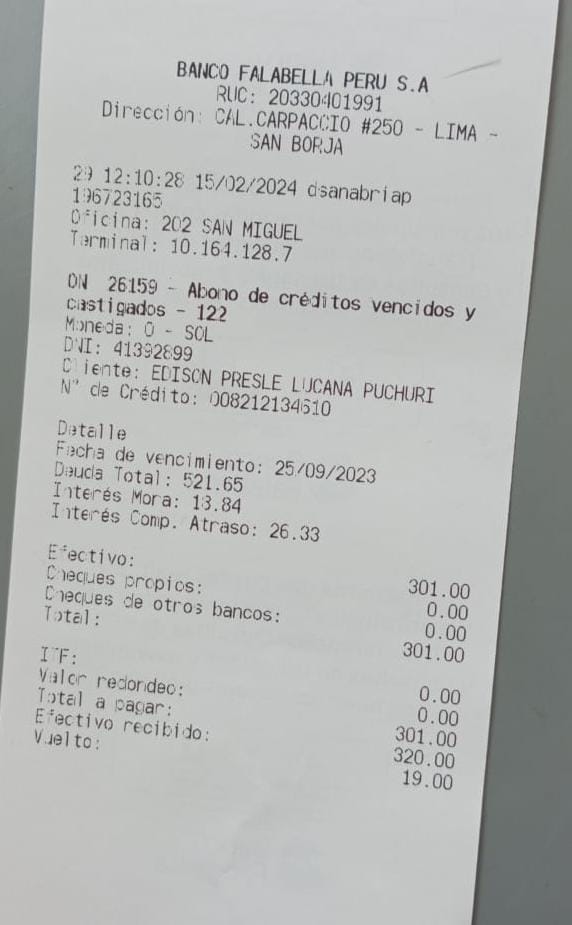 BANCO FALABELLA PERU S.A
RUC: 20330401991
Dirección: CAL.CARPACCIO #250 - LIMA -
SAN BORJA
29 12:10:28 15/02/2024 dsanabriap
196723165
Oficina: 202 SAN MIGUEL
Terminal: 10.164.128.7
ON 26159 - Abono de créditos vencidos y
castigados - 122
Moneda: 0 - SOL
DNI: 41392899
Cliente: EDISON PRESLE LUCANA PUCHURI
N° de Crédito: 008212134610
Detalle
Fecha de vencimiento: 25/09/2023
Deuda Total: 521.65
Interés Mora: 13.84
Interés Comp. Atraso: 26.33
Efectivo: 301.00
Cheques propios: 0.00
Cheques de otros bancos: 0.00
Total: 301.00
ITF: 0.00
Valor redondeo: 0.00
Total a pagar: 301.00
Efectivo recibido: 320.00
Vuelto: 19.00